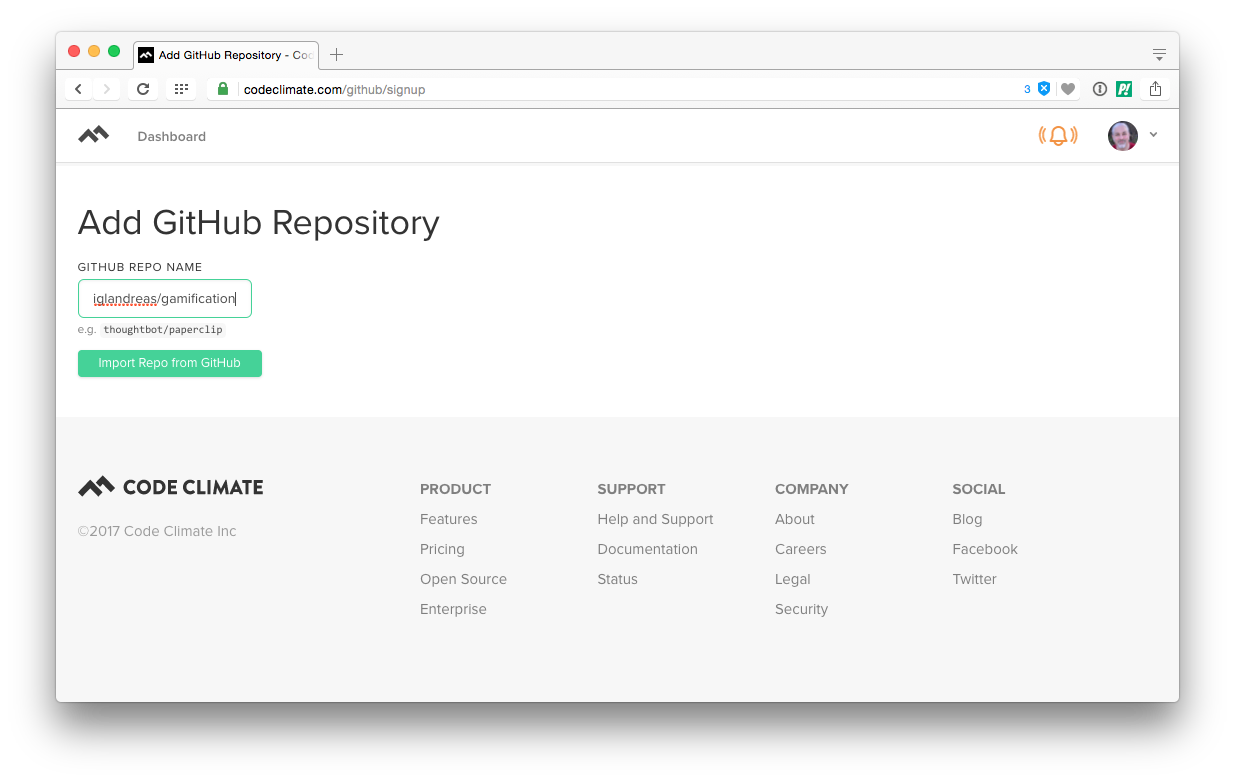 Add GitHub Repository - Coc
codeclimate.com/github/signup
3
Dashboard
Add GitHub Repository
GITHUB REPO NAME
iglandreas/gamification
e.g. thoughtbot/paperclip
Import Repo from GitHub
CODE CLIMATE
©2017 Code Climate Inc
PRODUCT
Features
Pricing
Open Source
Enterprise
SUPPORT
Help and Support
Documentation
Status
COMPANY
About
Careers
Legal
Security
SOCIAL
Blog
Facebook
Twitter